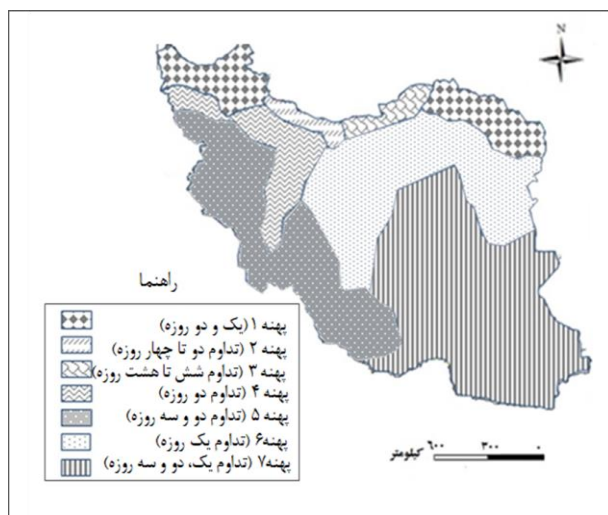 N
راهنما
پهنه ۱ (یک و دو روزه)
پهنه ۲ (تداوم دو تا چهار روزه)
پهنه ۳ (تداوم شش تا هشت روزه)
پهنه ۴ (تداوم دو روزه)
پهنه ۵ (تداوم دو و سه روزه)
پهنه۶ (تداوم یک روزه)
پهنه۷ (تداوم یک، دو و سه روزه)
۰ ۳۰۰ ۶۰۰ کیلومتر